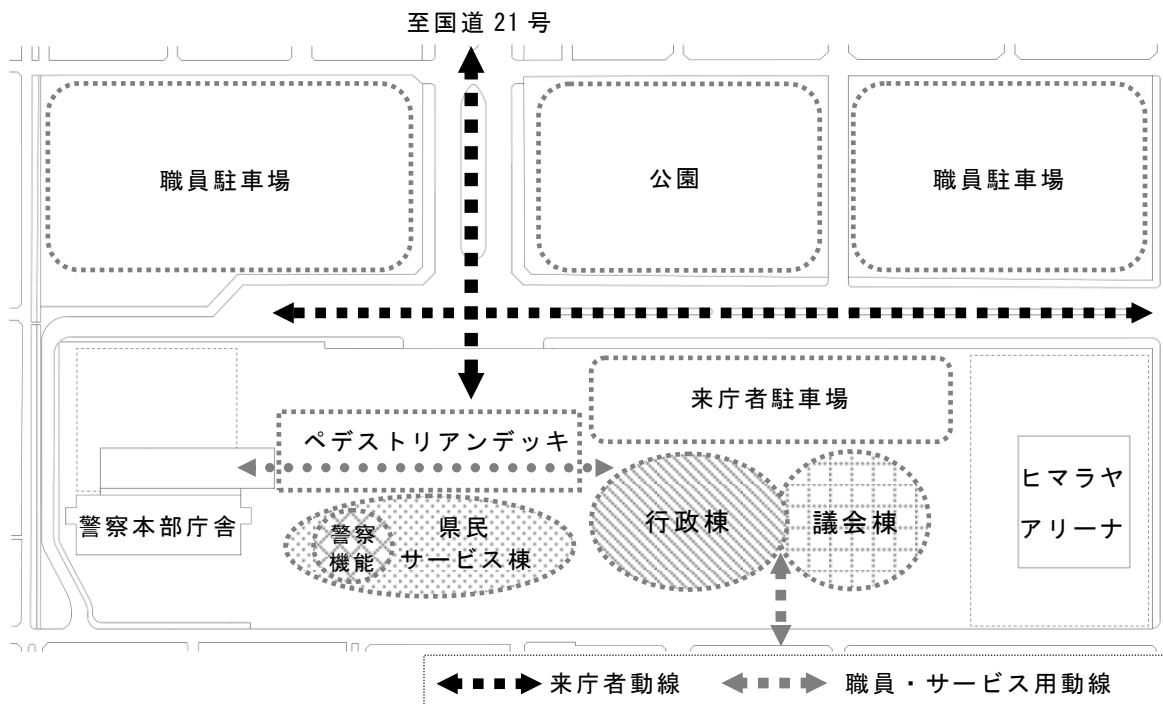 至国道21号
職員駐車場
公園
職員駐車場
来庁者駐車場
ペデストリアンデッキ
ヒマラヤ
アリーナ
警察本部庁舎
警察
機能
県民
サービス棟
行政棟
議会棟
来庁者動線
職員・サービス用動線